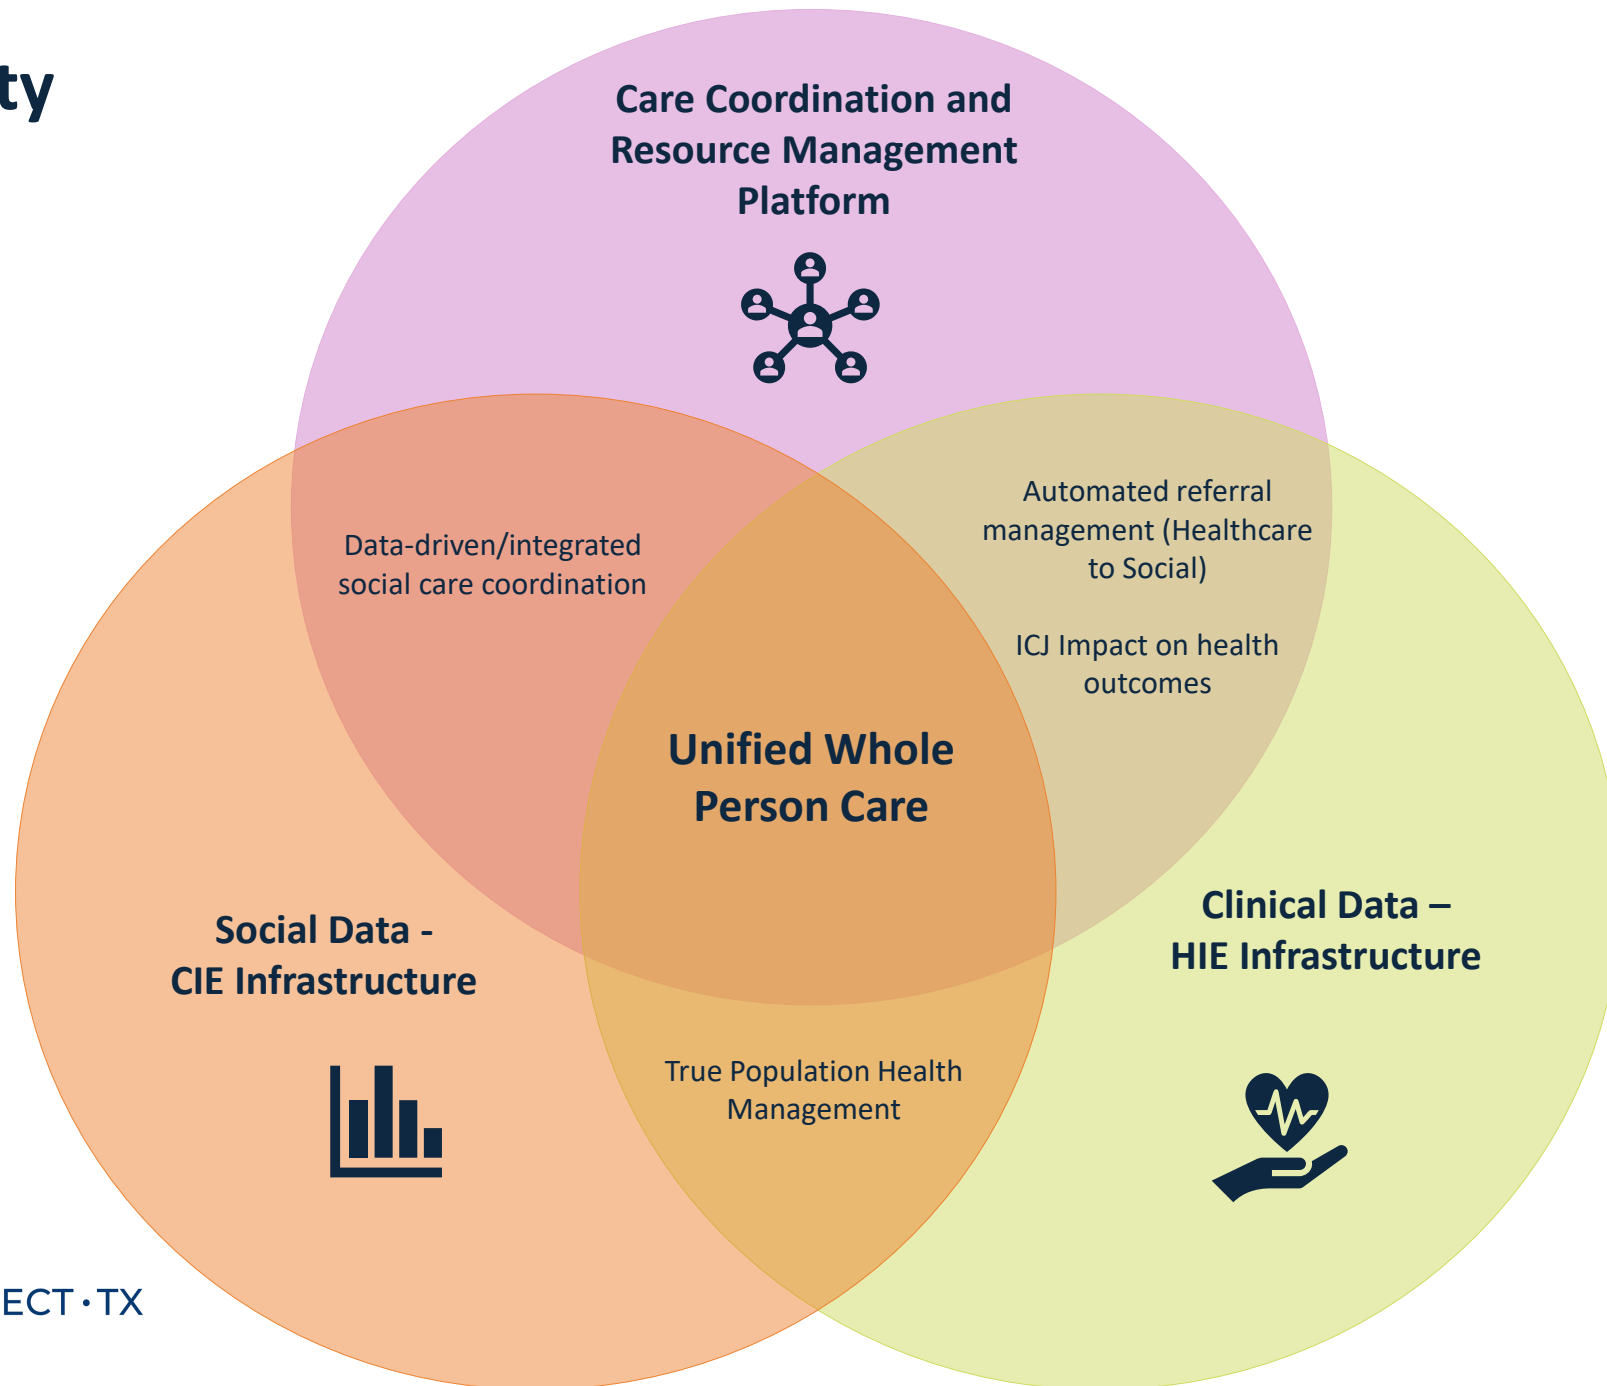 ty
Care Coordination and
Resource Management
Platform
Automated referral
management (Healthcare
to Social)
Data-driven/integrated
social care coordination
ICJ Impact on health
outcomes
Unified Whole
Person Care
Social Data -
CIE Infrastructure
Clinical Data –
HIE Infrastructure
True Population Health
Management
ECT·TX